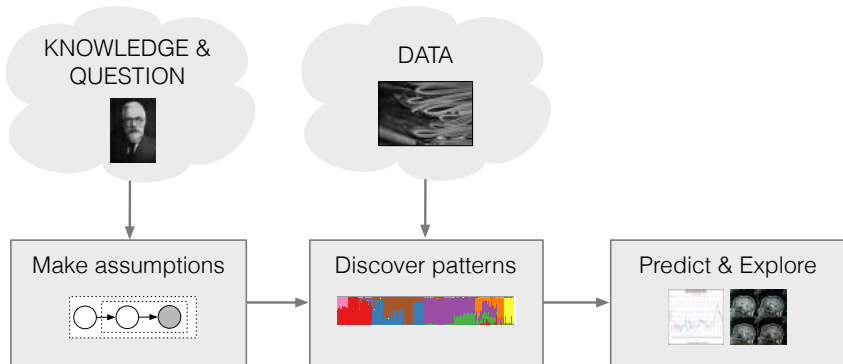 KNOWLEDGE &
QUESTION
DATA
Make assumptions
Discover patterns
Predict & Explore